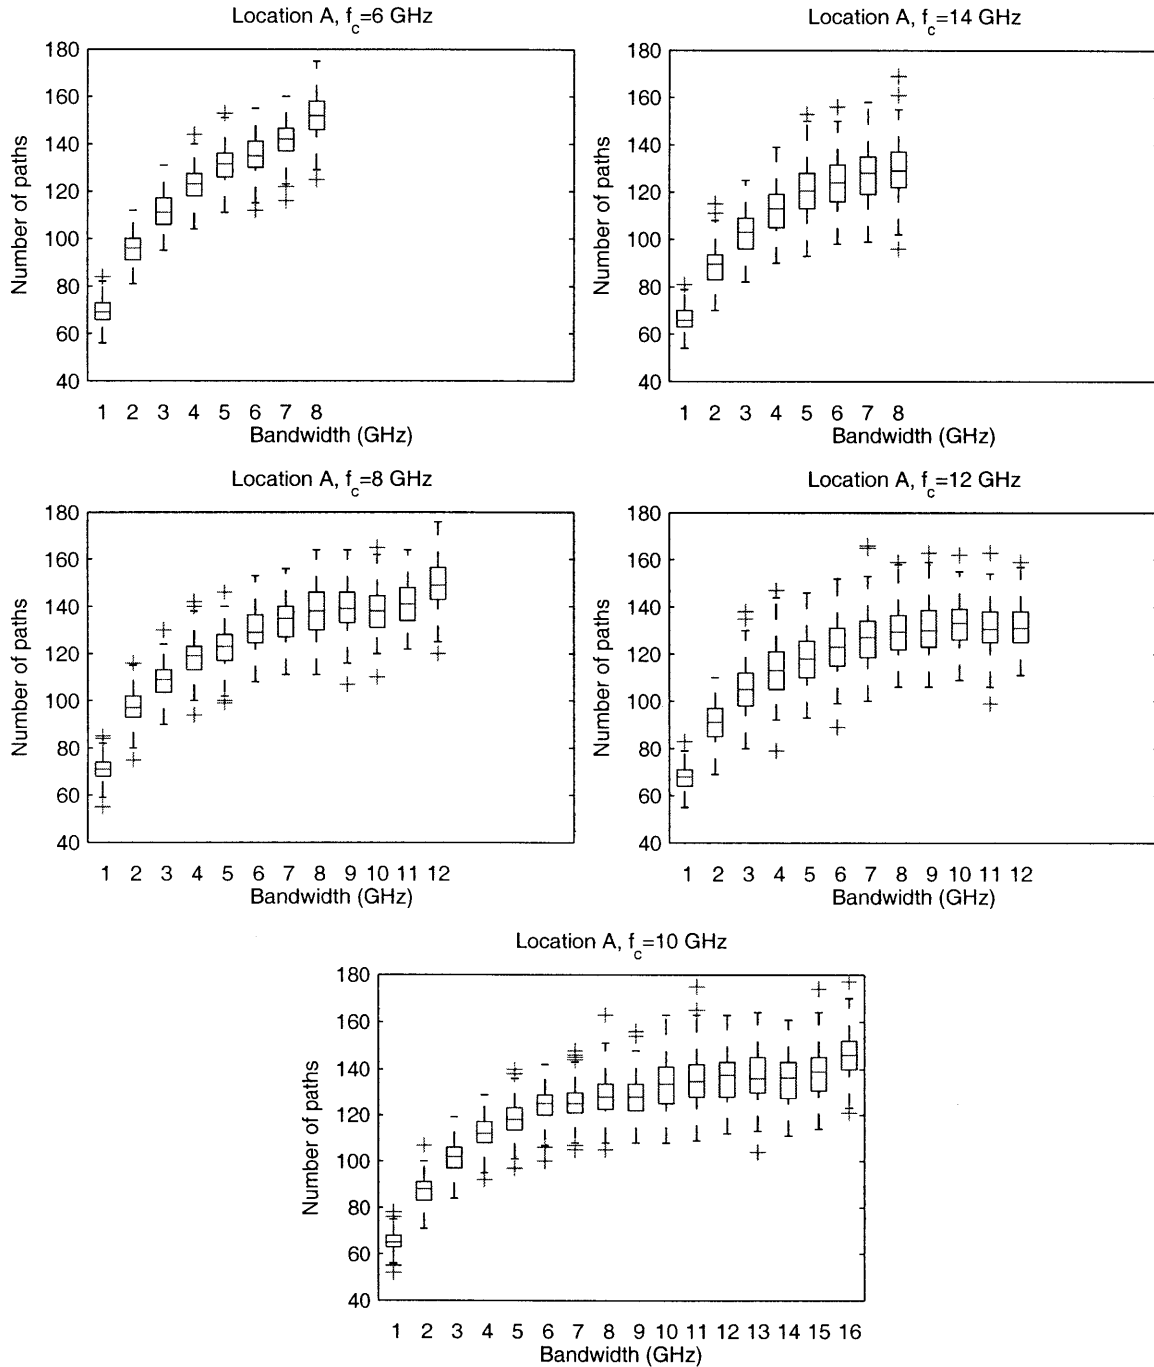 Location A, f_c=6 GHz
180
160
140
120
100
80
60
40
Number of paths
1 2 3 4 5 6 7 8
Bandwidth (GHz)
Location A, f_c=14 GHz
180
160
140
120
100
80
60
40
Number of paths
1 2 3 4 5 6 7 8
Bandwidth (GHz)
Location A, f_c=8 GHz
180
160
140
120
100
80
60
40
Number of paths
1 2 3 4 5 6 7 8 9 10 11 12
Bandwidth (GHz)
Location A, f_c=12 GHz
180
160
140
120
100
80
60
40
Number of paths
1 2 3 4 5 6 7 8 9 10 11 12
Bandwidth (GHz)
Location A, f_c=10 GHz
180
160
140
120
100
80
60
40
Number of paths
1 2 3 4 5 6 7 8 9 10 11 12 13 14 15 16
Bandwidth (GHz)